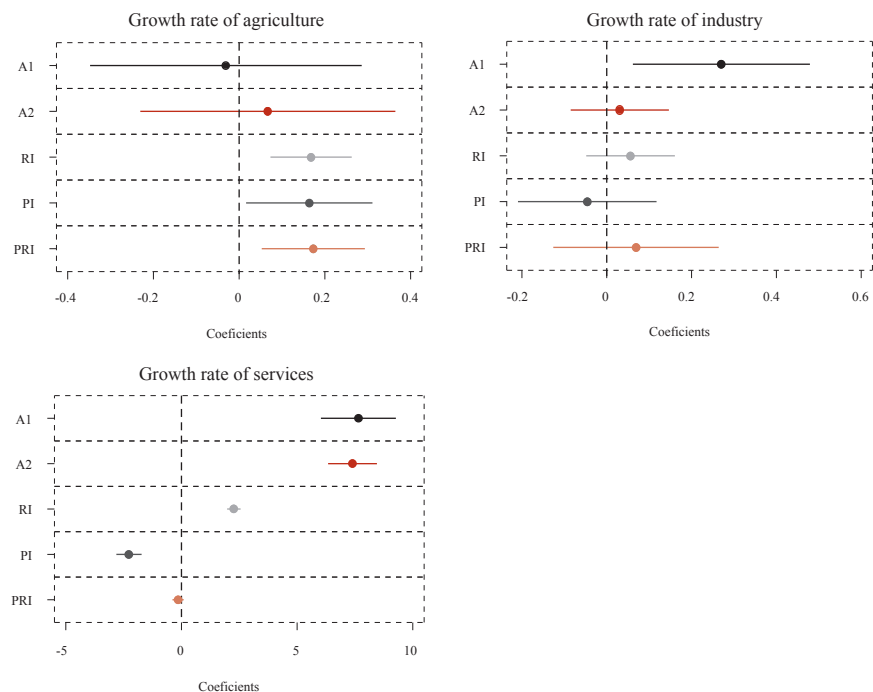 Growth rate of agriculture
A1
A2
RI
PI
PRI
-0.4 -0.2 0 0.2 0.4
Coeficients
Growth rate of industry
A1
A2
RI
PI
PRI
-0.2 0 0.2 0.4 0.6
Coeficients
Growth rate of services
A1
A2
RI
PI
PRI
-5 0 5 10
Coeficients